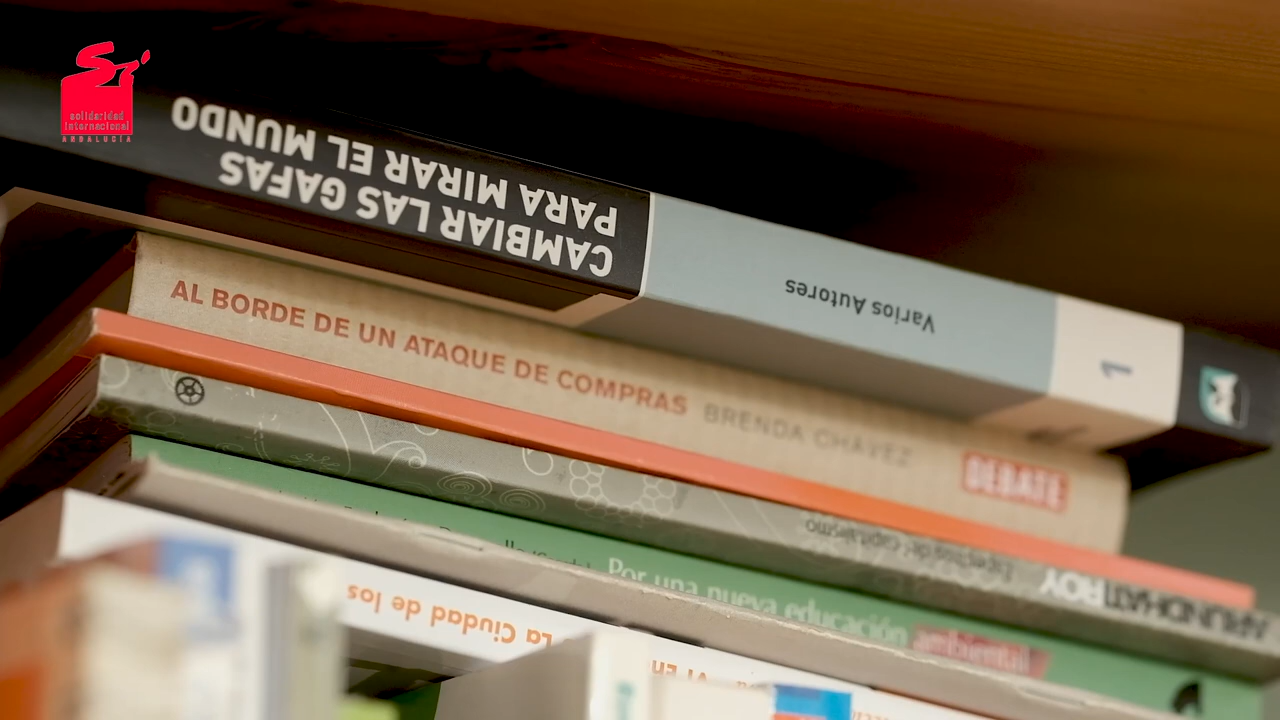 solidaridad
internacional
ANDALUCÍA
CAMBIAR LAS GAFAS
PARA MIRAR EL MUNDO
Varios Autores
1
AL BORDE DE UN ATAQUE DE COMPRAS BRENDA CHÁVEZ DEBATE
ARUNDHATI ROY Espectros del capitalismo
Por una nueva educación ambiental
La Ciudad de los